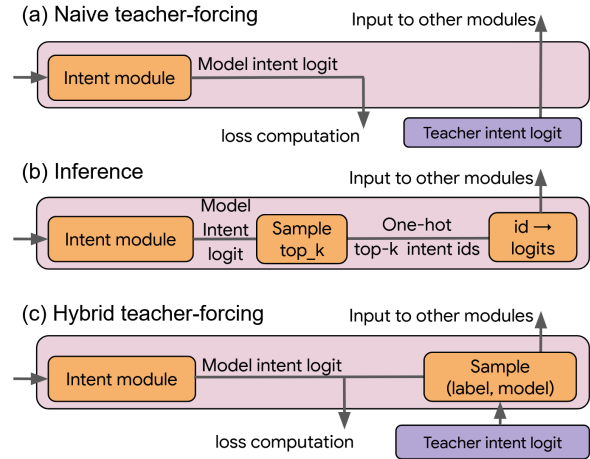 (a) Naive teacher-forcing
Input to other modules
Intent module
Model intent logit
loss computation
Teacher intent logit
(b) Inference
Input to other modules
Intent module
Model
Intent
logit
Sample
top_k
One-hot
top-k intent ids
id →
logits
(c) Hybrid teacher-forcing
Input to other modules
Intent module
Model intent logit
Sample
(label, model)
loss computation
Teacher intent logit